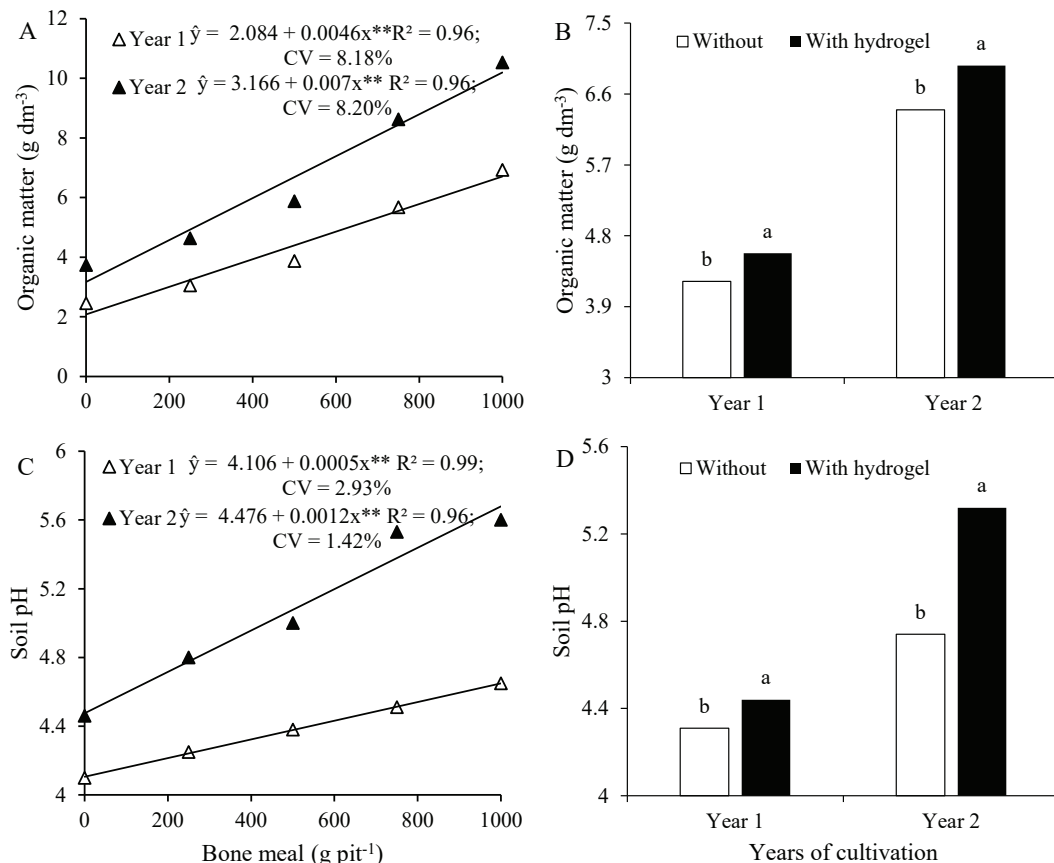 A
Organic matter (g dm⁻³)
12
10
8
6
4
2
0
Year 1 ŷ = 2.084 + 0.0046x** R² = 0.96;
CV = 8.18%
Year 2 ŷ = 3.166 + 0.007x** R² = 0.96;
CV = 8.20%
0 200 400 600 800 1000
B
Organic matter (g dm⁻³)
7.5
6.6
5.7
4.8
3.9
3
Without With hydrogel
b a b a
Year 1 Year 2
C
Soil pH
6
5.6
5.2
4.8
4.4
4
Year 1 ŷ = 4.106 + 0.0005x** R² = 0.99;
CV = 2.93%
Year 2 ŷ = 4.476 + 0.0012x** R² = 0.96;
CV = 1.42%
0 200 400 600 800 1000
Bone meal (g pit⁻¹)
D
Soil pH
5.6
5.2
4.8
4.4
4
Without With hydrogel
b a b a
Year 1 Year 2
Years of cultivation